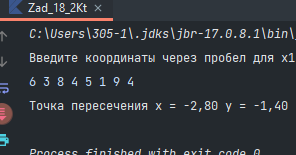 Zad_18_2Kt ×
C:\Users\305-1\.jdks\jbr-17.0.8.1\bin\
Введите координаты через пробел для x1
6 3 8 4 5 1 9 4
Точка пересечения x = -2,80 y = -1,40
Process finished with exit code 0